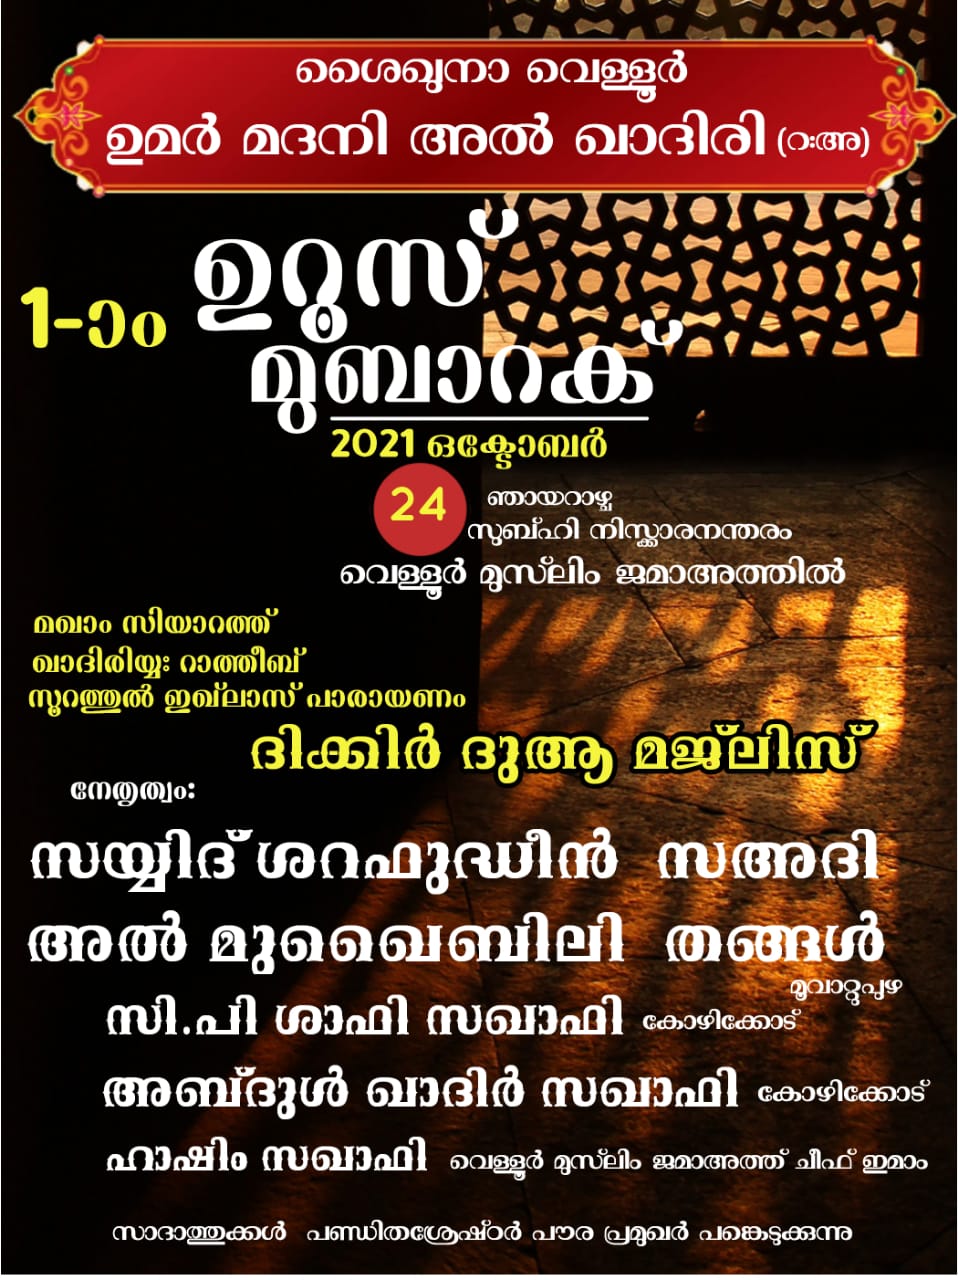 ശൈഖുനാ വെള്ളൂർ
ഉമർ മദനി അൽ ഖാദിരി (റ:അ)
1-ാം
ഉറൂസ്
മുബാറക്
2021 ഒക്ടോബർ
24 ഞായറാഴ്ച
സുബ്ഹി നിസ്ക്കാരനന്തരം
വെള്ളൂർ മുസ്‌ലിം ജമാഅത്തിൽ
മഖാം സിയാറത്ത്
ഖാദിരിയ്യഃ റാത്തീബ്
സൂറത്തുൽ ഇഖ്ലാസ് പാരായണം
ദിക്കിർ ദുആ മജ്‌ലിസ്
നേതൃത്വം:
സയ്യിദ് ശറഫുദ്ധീൻ സഅദി
അൽ മുഖൈബിലി തങ്ങൾ
മൂവാറ്റുപുഴ
സി.പി ശാഫി സഖാഫി കോഴിക്കോട്
അബ്ദുൾ ഖാദിർ സഖാഫി കോഴിക്കോട്
ഹാഷിം സഖാഫി വെള്ളൂർ മുസ്‌ലിം ജമാഅത്ത് ചീഫ് ഇമാം
സാദാത്തുക്കൾ പണ്ഡിതശ്രേഷ്ഠർ പൗര പ്രമുഖർ പങ്കെടുക്കുന്നു